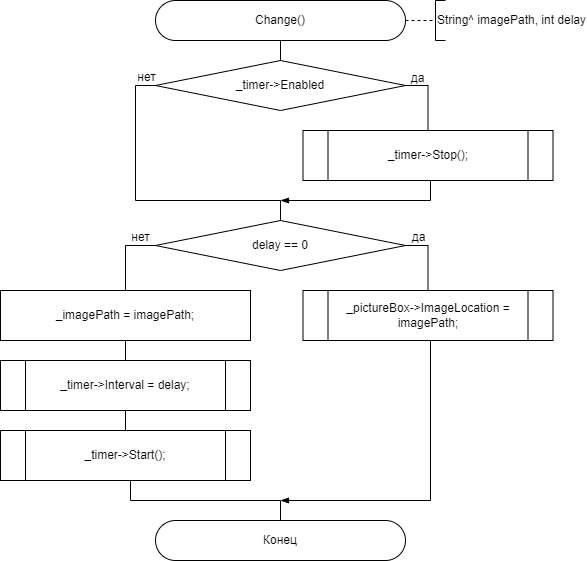 Change()
String^ imagePath, int delay
нет
да
_timer->Enabled
_timer->Stop();
нет
да
delay == 0
_imagePath = imagePath;
_pictureBox->ImageLocation =
imagePath;
_timer->Interval = delay;
_timer->Start();
Конец